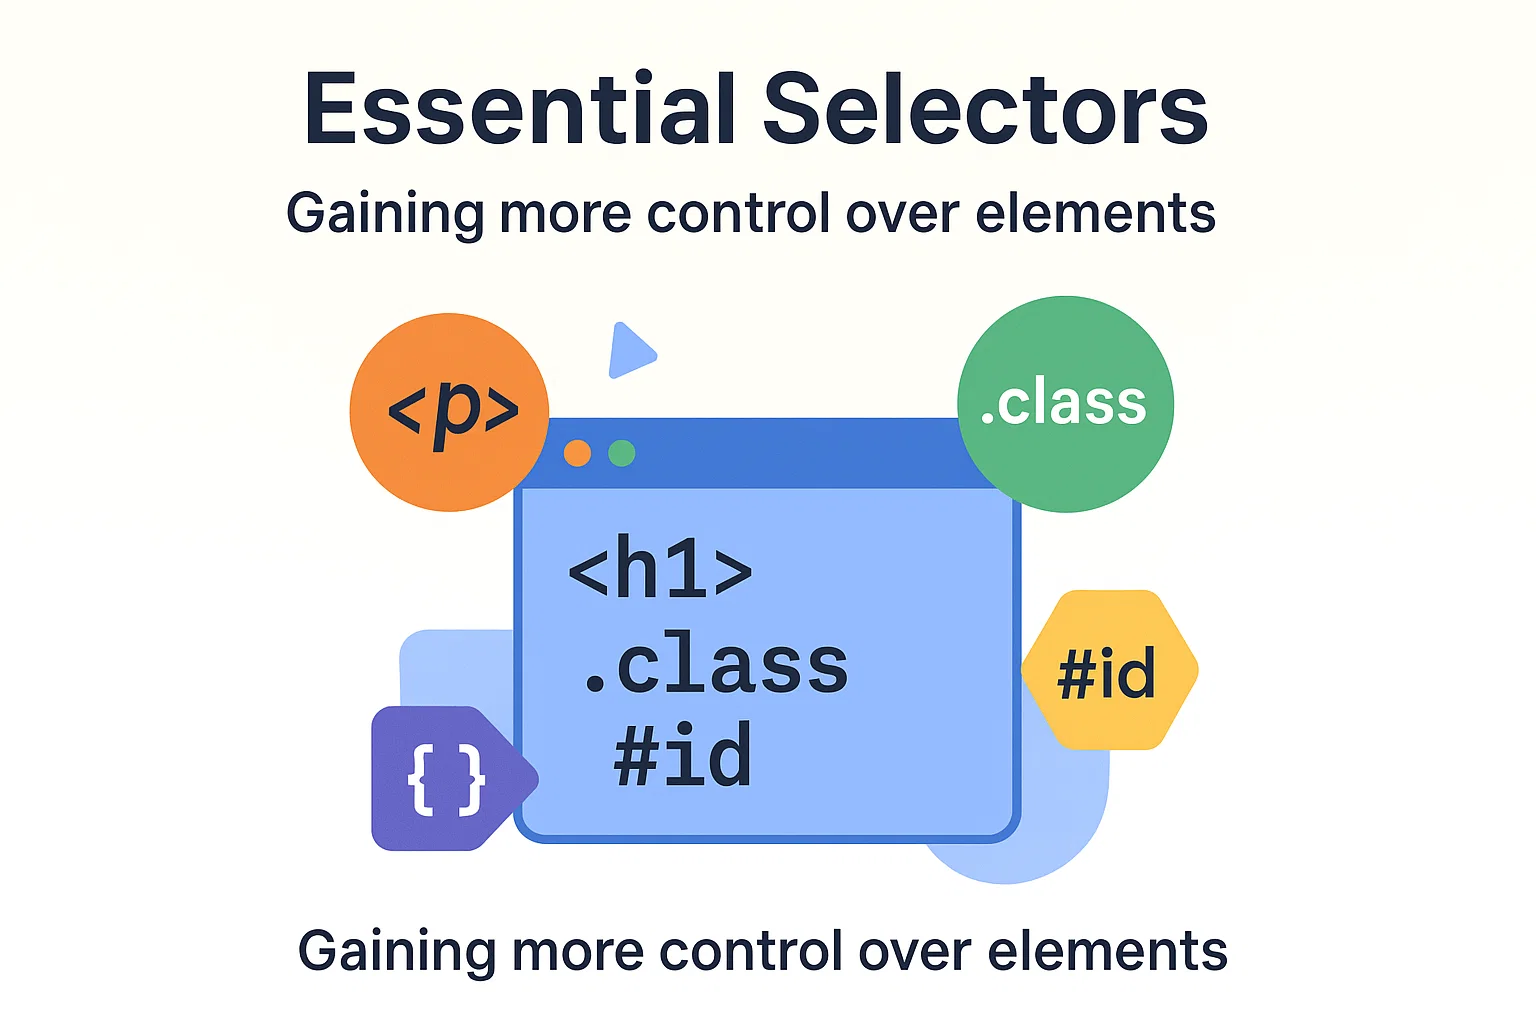 Essential Selectors
Gaining more control over elements
<p>
.class
<h1>
.class
#id
#id
{ }
Gaining more control over elements